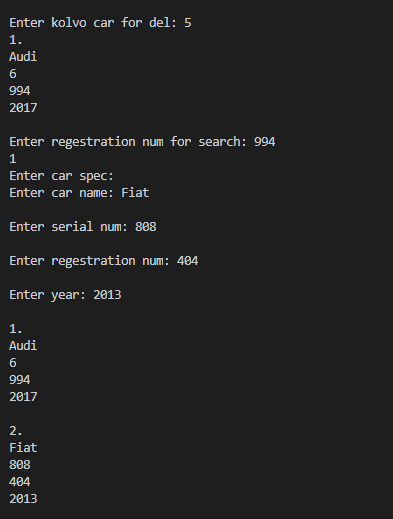 Enter kolvo car for del: 5
1.
Audi
6
994
2017
Enter regestration num for search: 994
1
Enter car spec:
Enter car name: Fiat
Enter serial num: 808
Enter regestration num: 404
Enter year: 2013
1.
Audi
6
994
2017
2.
Fiat
808
404
2013